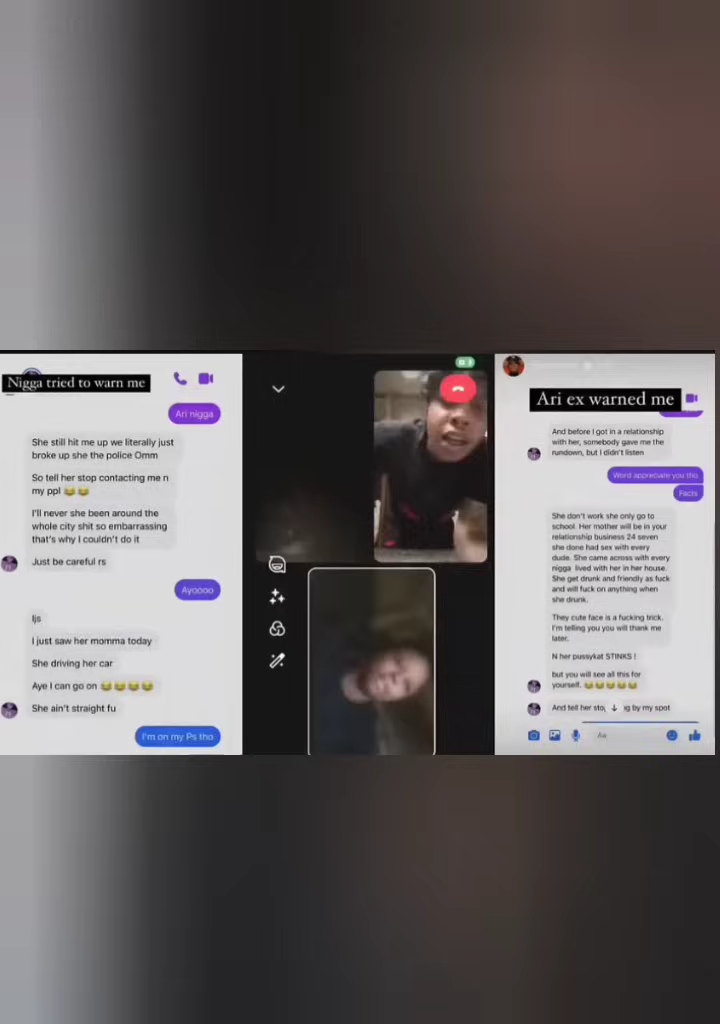 Nigga tried to warn me
Ari nigga
She still hit me up we literally just
broke up she the police Omm
So tell her stop contacting me n
my ppl 😂😂
I'll never she been around the
whole city shit so embarrassing
that's why I couldn't do it
Just be careful rs
Ayoooo
Ijs
I just saw her momma today
She driving her car
Aye I can go on 😂😂😂😂
She ain't straight fu
I'm on my Ps tho
Ari ex warned me
And before I got in a relationship
with her, somebody gave me the
rundown, but I didn't listen
Word appreciate you tho
Facts
She don't work she only go to
school. Her mother will be in your
relationship business 24 seven
she done had sex with every
dude. She came across with every
nigga lived with her in her house.
She get drunk and friendly as fuck
and will fuck on anything when
she drunk.
They cute face is a fucking trick.
I'm telling you you will thank me
later.
N her pussykat STINKS !
but you will see all this for
yourself. 😂😂😂😂😂
And tell her sto ig by my spot
Aa